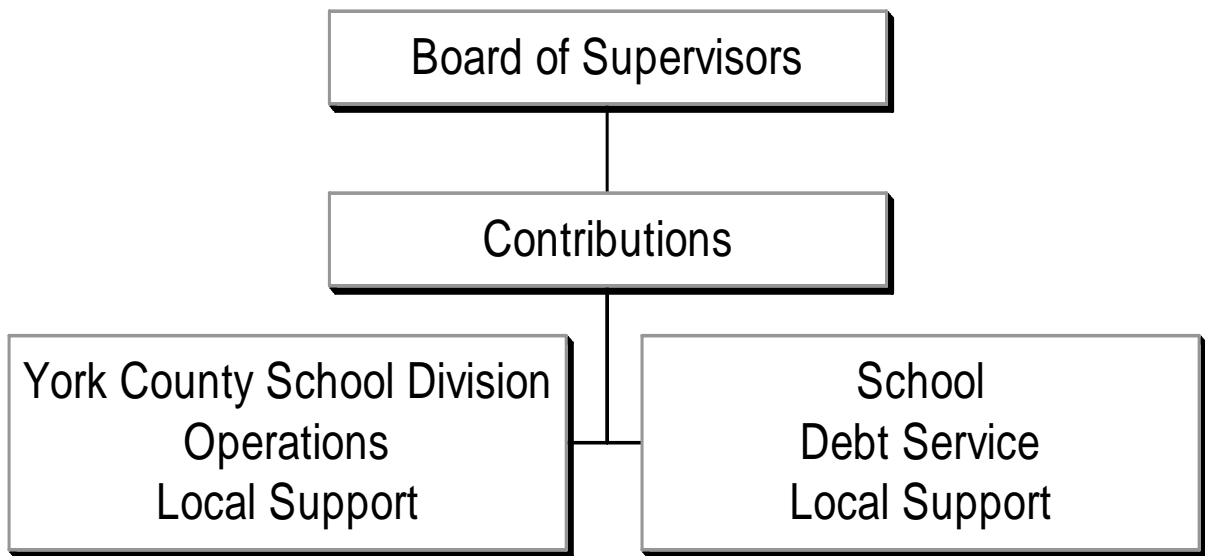 Board of Supervisors
Contributions
York County School Division
Operations
Local Support
School
Debt Service
Local Support